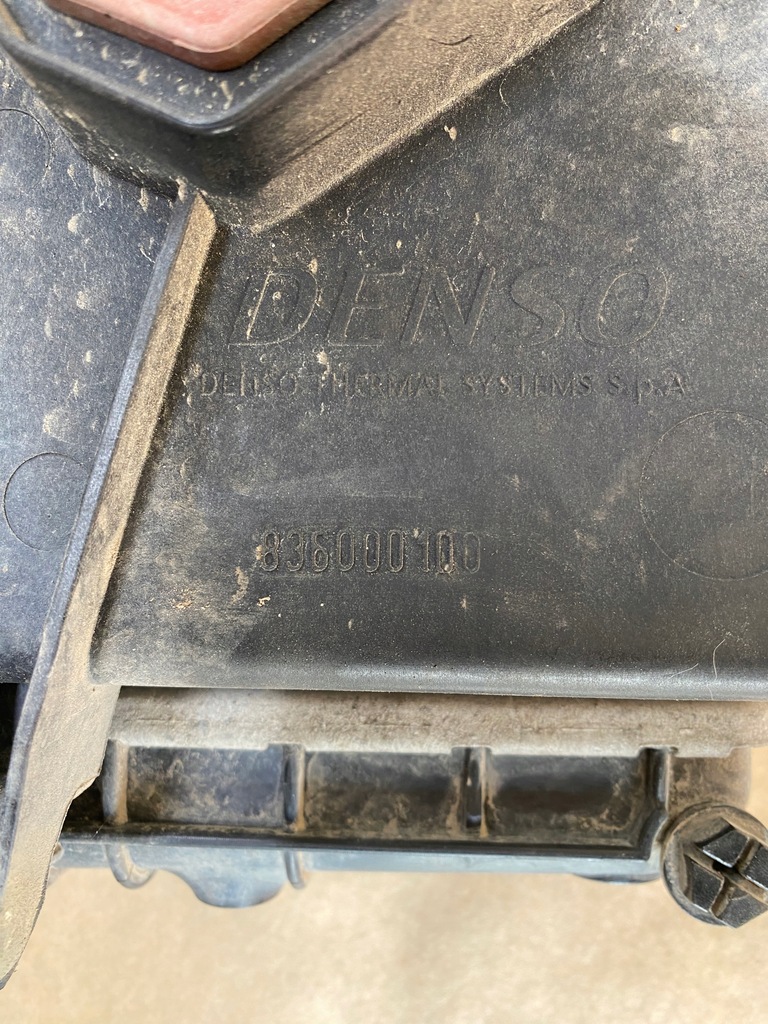 DENSO
DENSO THERMAL SYSTEMS S.p.A
836000100